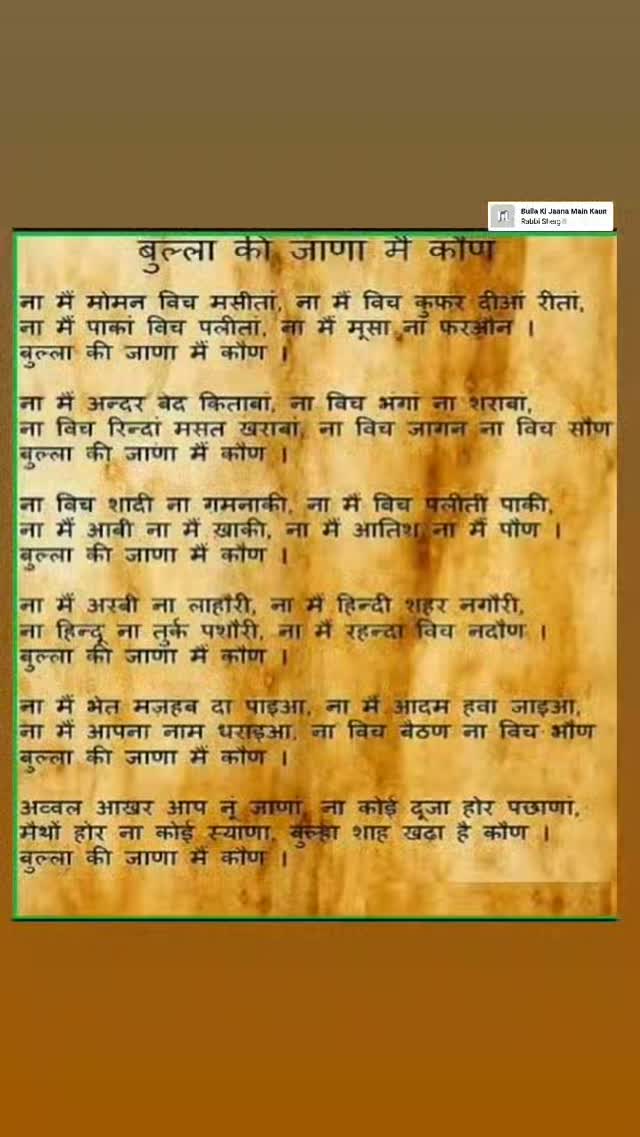 Bulla Ki Jaana Main Kaun
Rabbi Shergill
बुल्ला की जाणा मै कौण
ना मैं मोमन विच मसीतां, ना मैं विच कुफर दीआं रीतां,
ना मैं पाकां विच पलीतां, ना मैं मूसा ना फरऔन ।
बुल्ला की जाणा मैं कौण ।
ना मैं अन्दर बेद किताबां, ना विच भंगां ना शराबां,
ना विच रिन्दां मसत खराबां, ना विच जागन ना विच सौण
बुल्ला की जाणा मैं कौण ।
ना विच शादी ना गमनाकी, ना मैं विच पलीती पाकी,
ना मैं आबी ना मैं ख़ाकी, ना मैं आतिश ना मैं पौण ।
बुल्ला की जाणा मैं कौण ।
ना मैं अरबी ना लाहौरी, ना मैं हिन्दी शहर नगौरी,
ना हिन्दू ना तुर्क पशौरी, ना मैं रहन्दा विच नदौण ।
बुल्ला की जाणा मैं कौण ।
ना मैं भेत मज़हब दा पाइआ, ना मैं आदम हवा जाइआ,
ना मैं आपना नाम धराइआ, ना विच बैठण ना विच भौण
बुल्ला की जाणा मैं कौण ।
अव्वल आखर आप नूं जाणां, ना कोई दूजा होर पछाणां,
मैथों होर ना कोई स्याणा, बुल्हा शाह खढ़ा है कौण ।
बुल्ला की जाणा मैं कौण ।